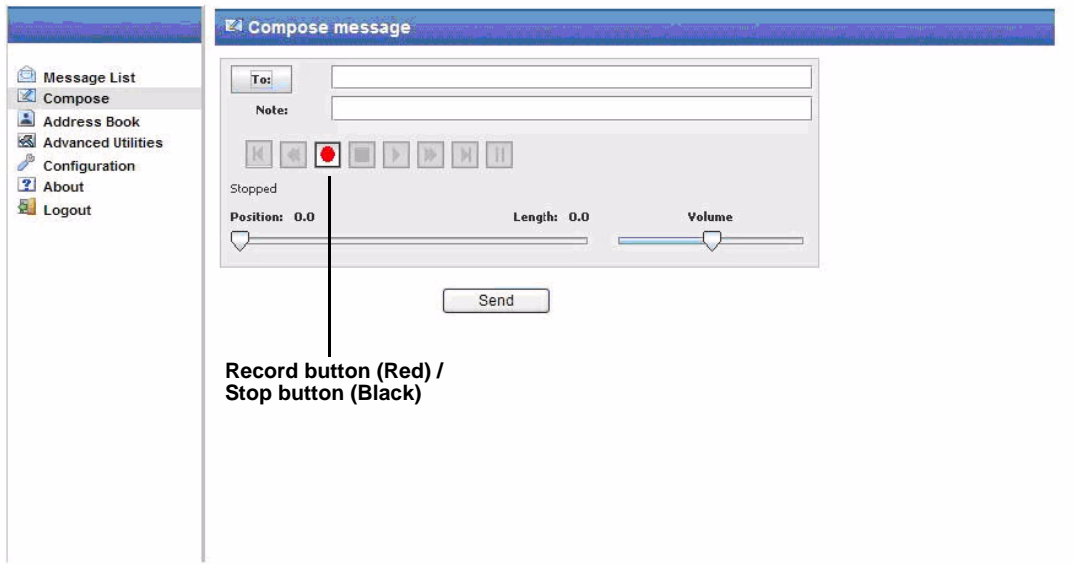 Compose message
Message List
Compose
Address Book
Advanced Utilities
Configuration
About
Logout
To:
Note:
Stopped
Position: 0.0 Length: 0.0 Volume
Send
Record button (Red) /
Stop button (Black)